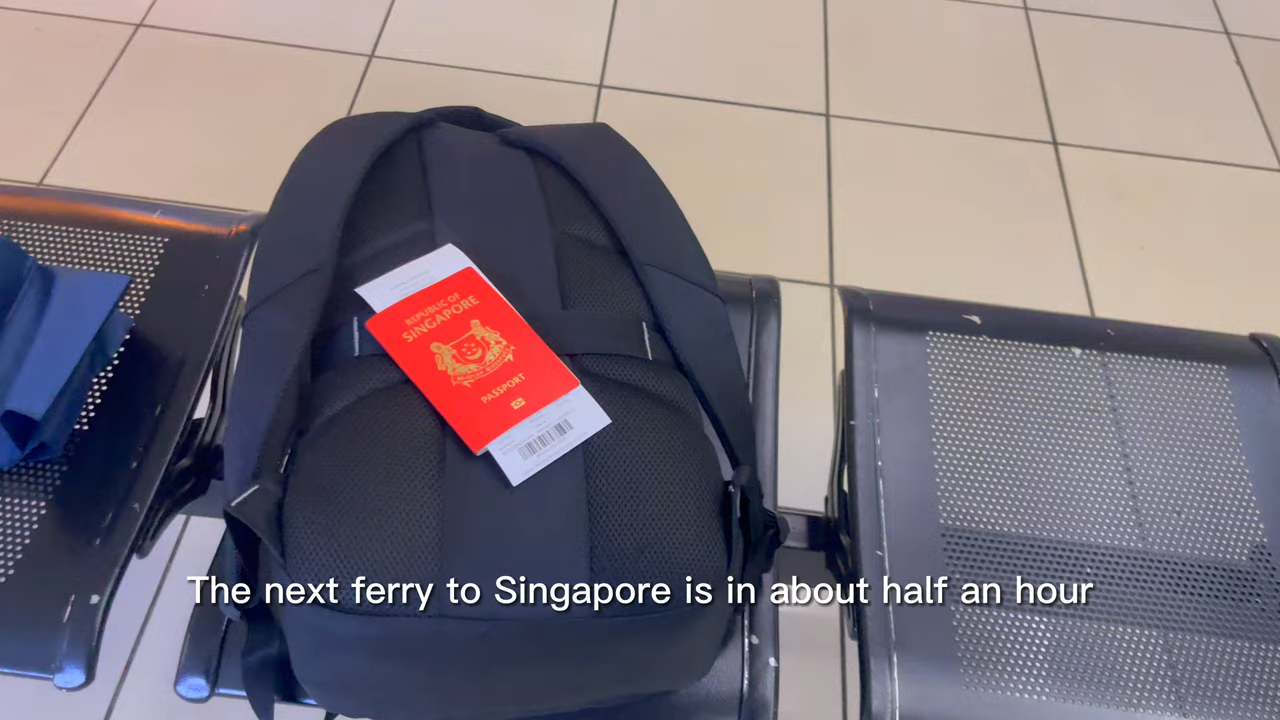 REPUBLIC OF
SINGAPORE
PASSPORT
The next ferry to Singapore is in about half an hour